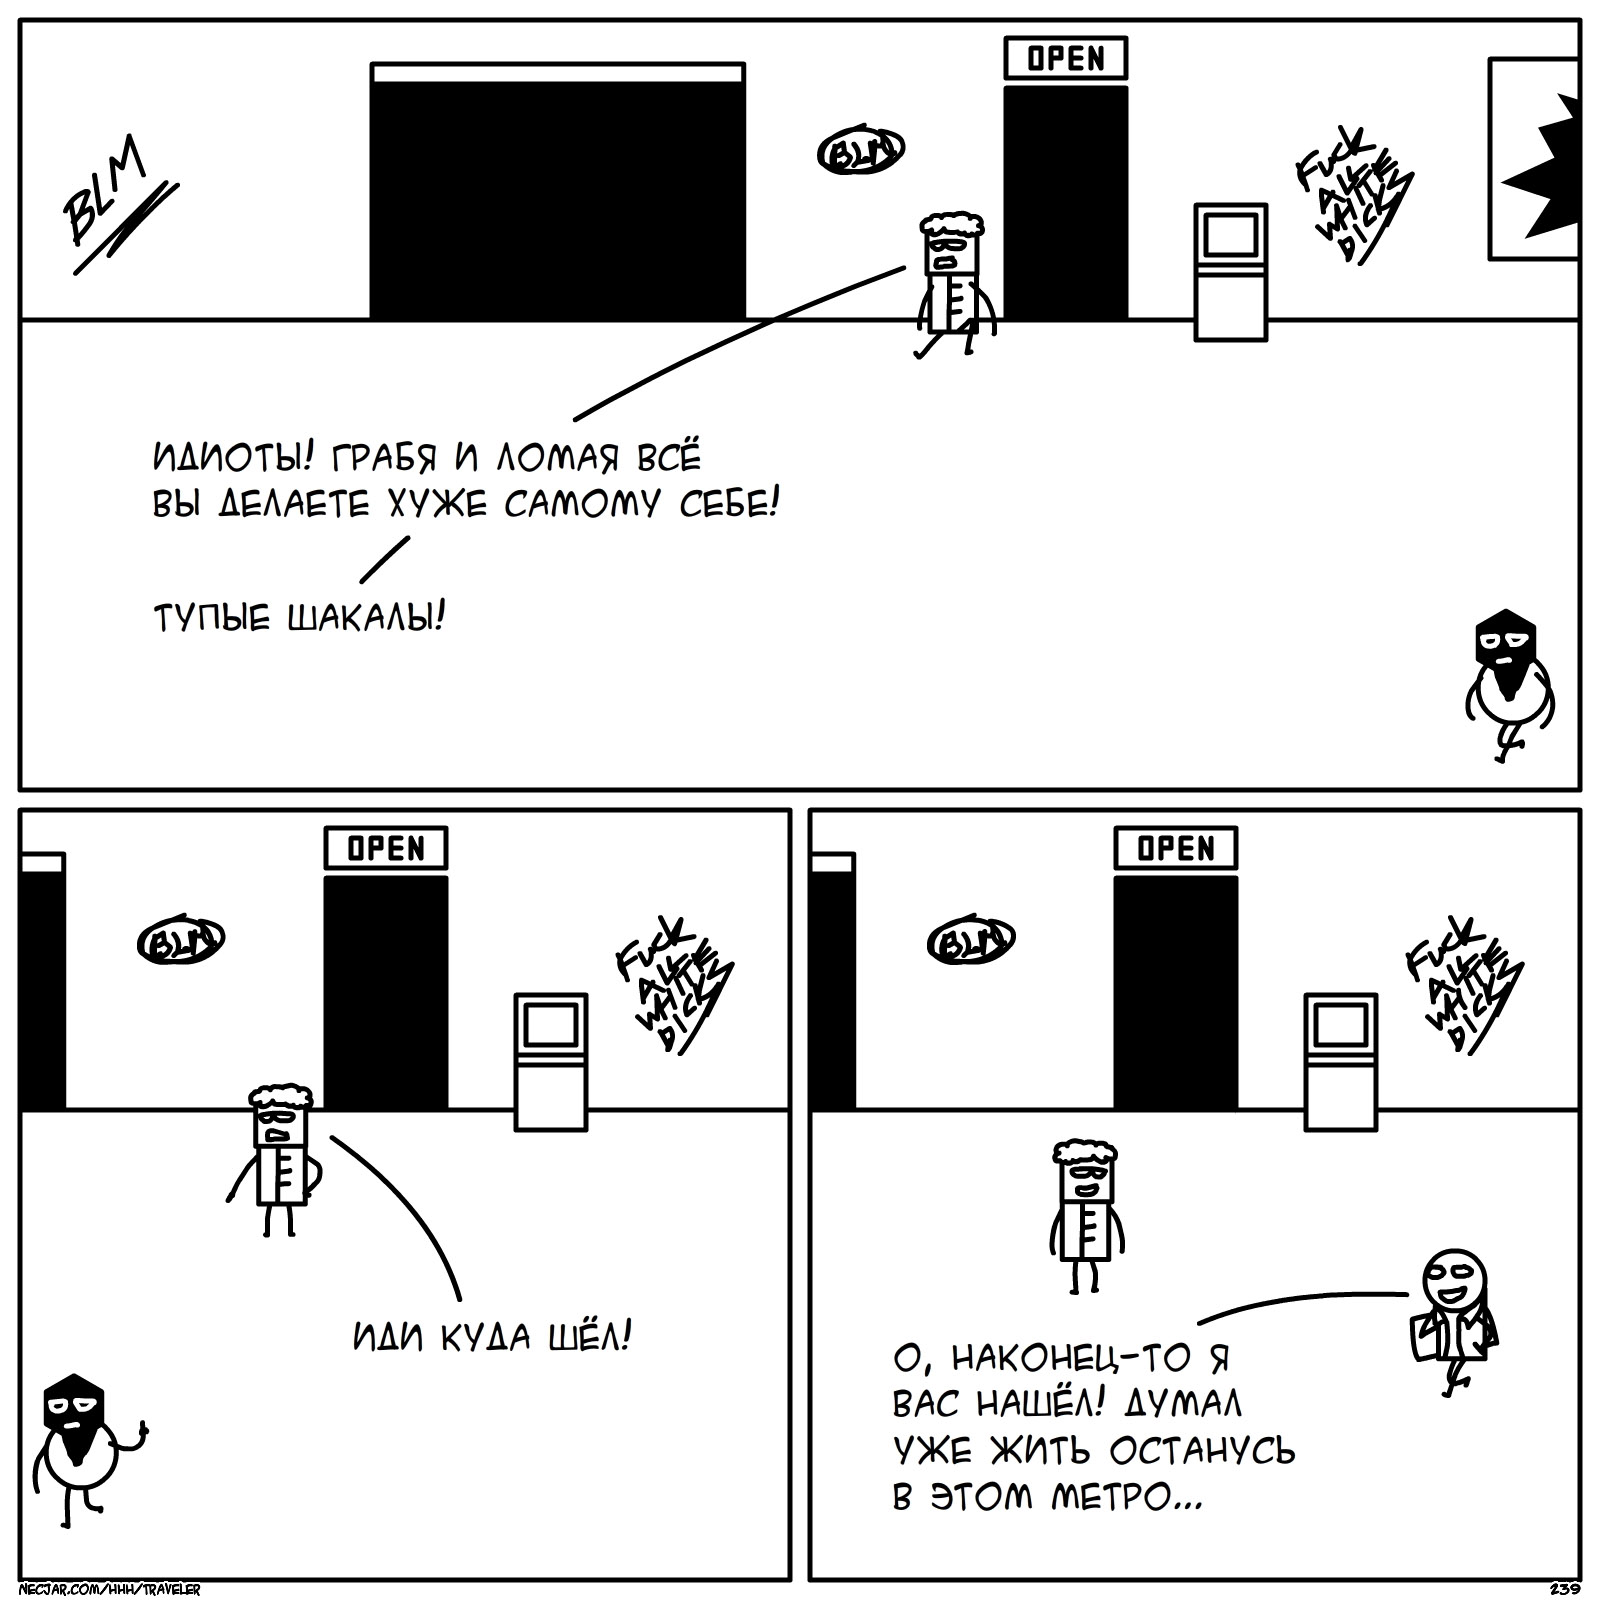 OPEN
BLM
BLM
FUCK
ALL
WHITE
DICKS
ИДИОТЫ! ГРАБЯ И ЛОМАЯ ВСЁ
ВЫ ДЕЛАЕТЕ ХУЖЕ САМОМУ СЕБЕ!
ТУПЫЕ ШАКАЛЫ!
OPEN
BLM
FUCK
ALL
WHITE
DICKS
ИДИ КУДА ШЁЛ!
OPEN
BLM
FUCK
ALL
WHITE
DICKS
О, НАКОНЕЦ-ТО Я
ВАС НАШЁЛ! ДУМАЛ
УЖЕ ЖИТЬ ОСТАНУСЬ
В ЭТОМ МЕТРО...
NECJAR.COM/HHH/TRAVELER
239